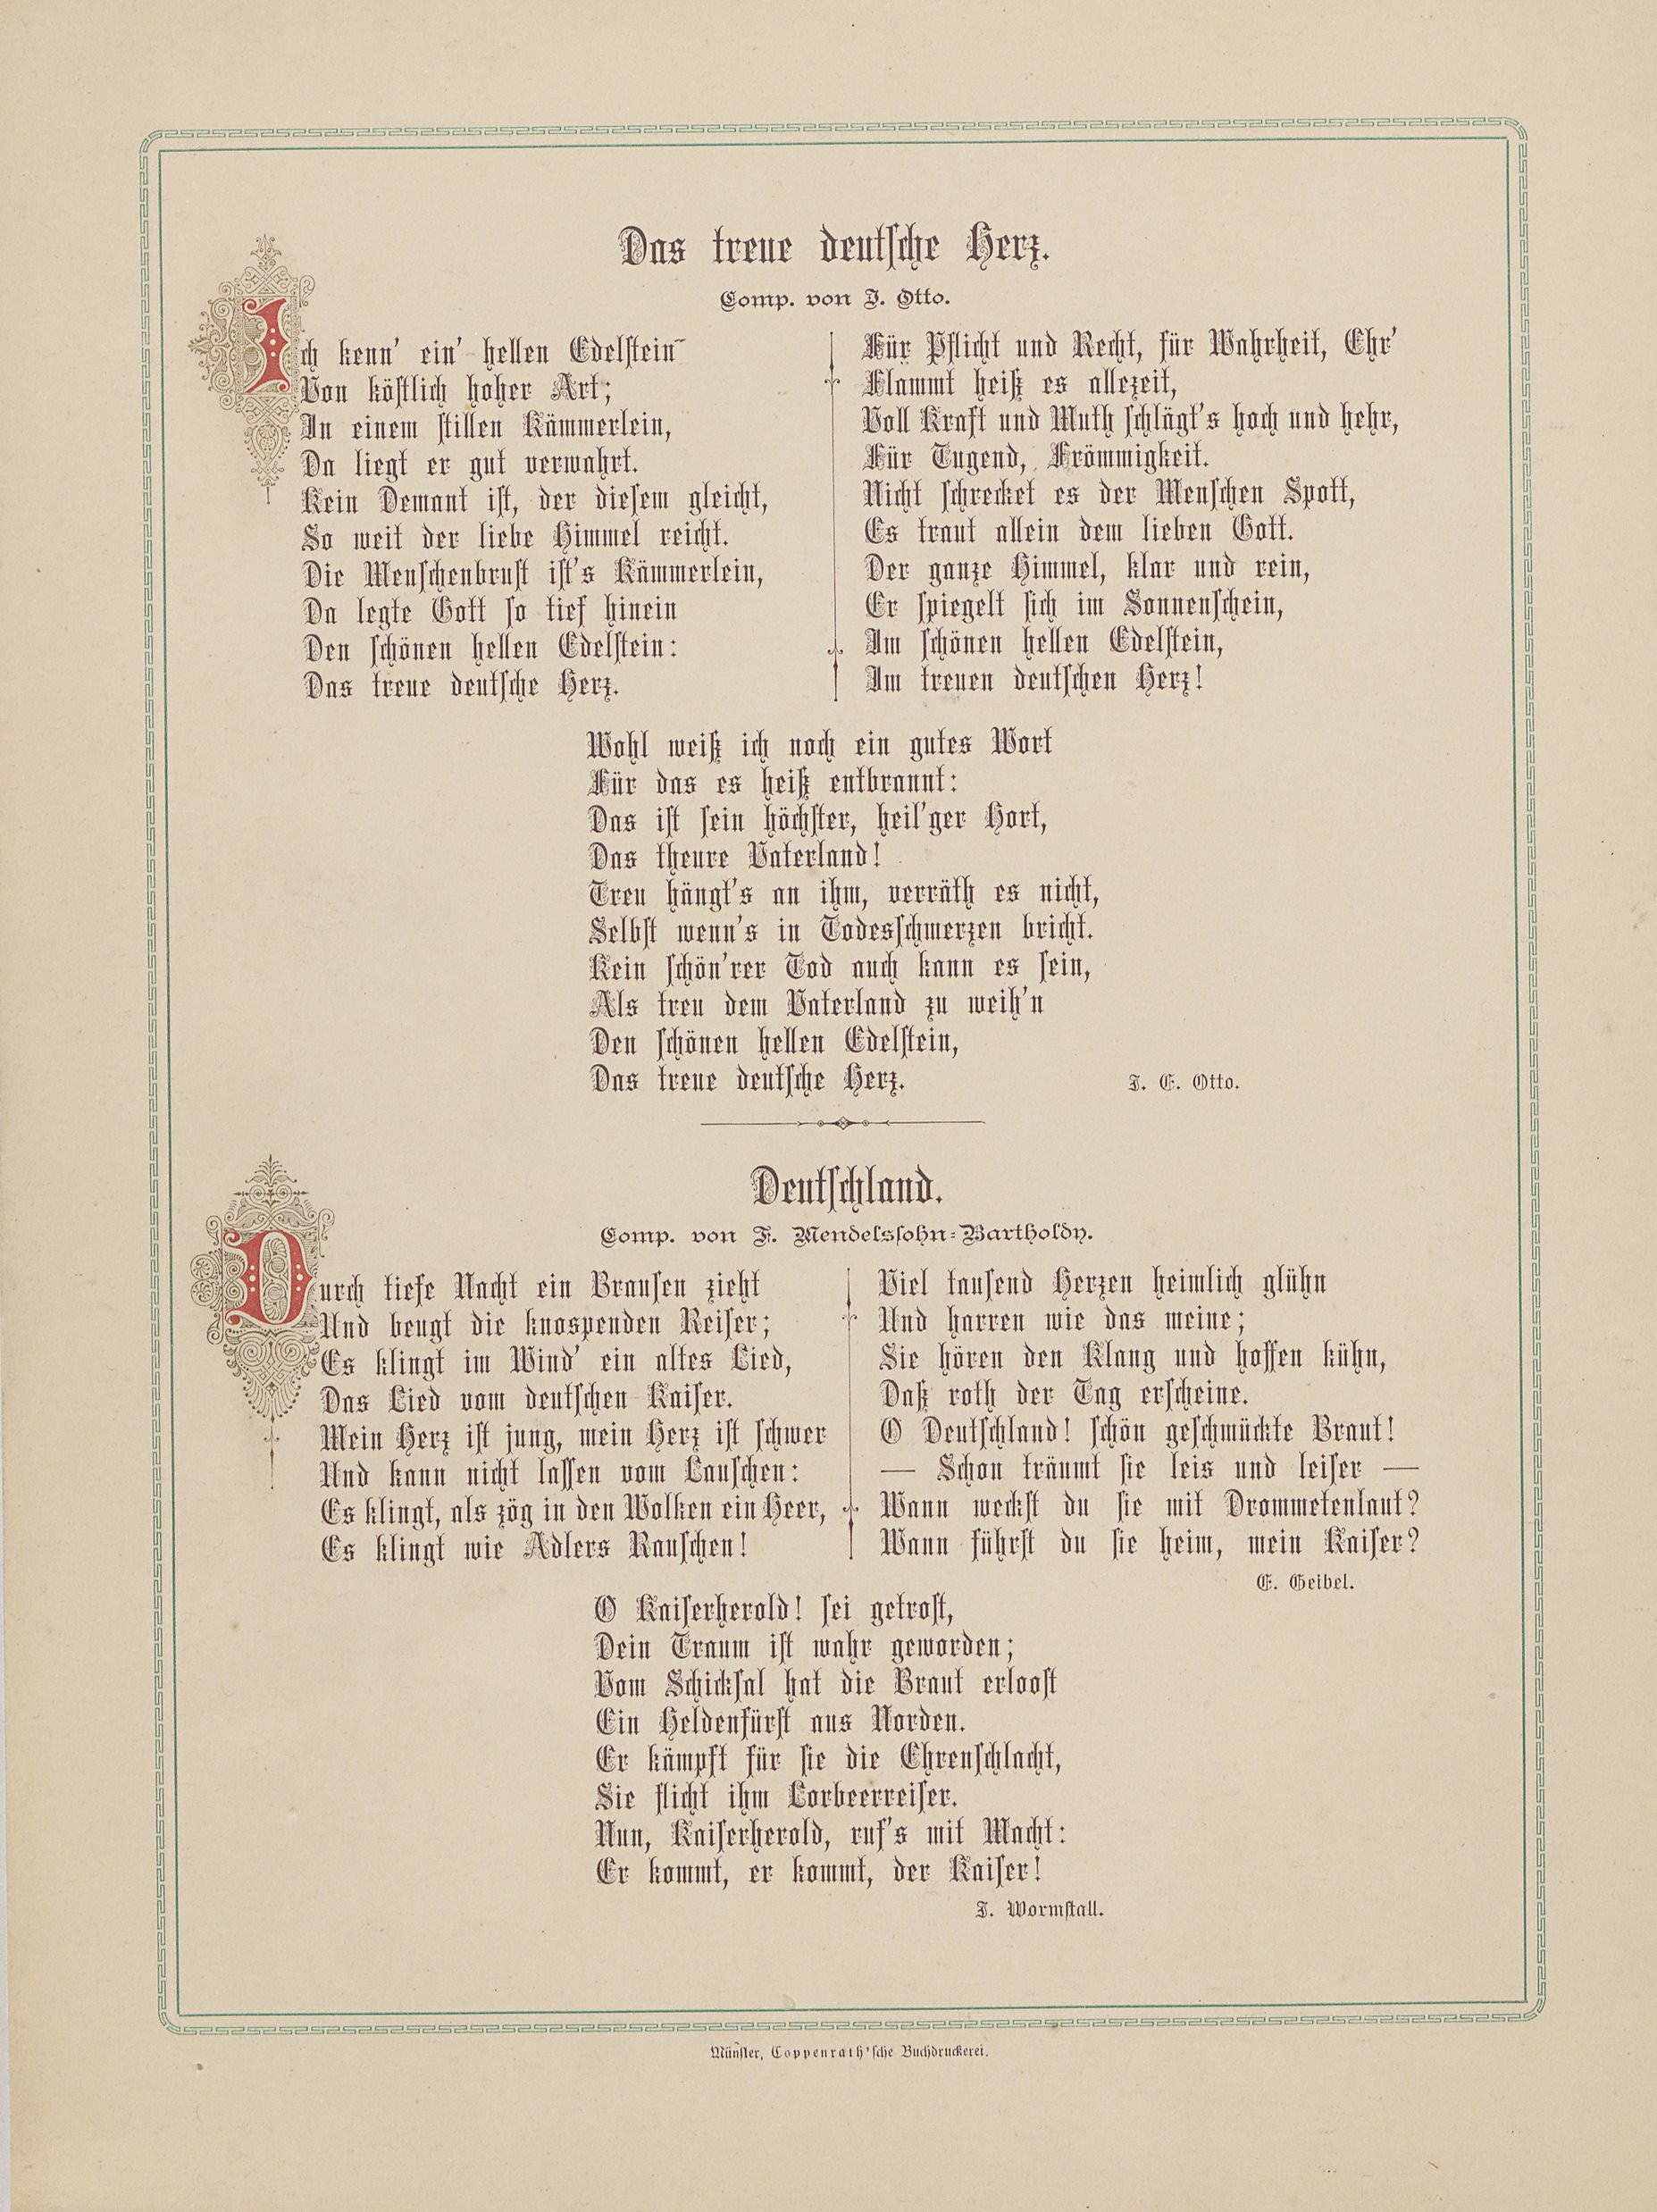 Das treue deutsche Herz.
Comp. von J. Otto.
Ich kenn' ein' hellen Edelstein
Von köstlich hoher Art;
In einem stillen Kämmerlein,
Da liegt er gut verwahrt.
Kein Demant ist, der diesem gleicht,
So weit der liebe Himmel reicht.
Die Menschenbrust ist's Kämmerlein,
Da legte Gott so tief hinein
Den schönen hellen Edelstein:
Das treue deutsche Herz.
Für Pflicht und Recht, für Wahrheit, Ehr'
Flammt heiß es allezeit,
Voll Kraft und Muth schlägt's hoch und hehr,
Für Tugend, Frömmigkeit.
Nicht schrecket es der Menschen Spott,
Es traut allein dem lieben Gott.
Der ganze Himmel, klar und rein,
Er spiegelt sich im Sonnenschein,
Im schönen hellen Edelstein,
Im treuen deutschen Herz!
Wohl weiß ich noch ein gutes Wort
Für das es heiß entbrannt:
Das ist sein höchster, heil'ger Hort,
Das theure Vaterland!
Treu hängt's an ihm, verräth es nicht,
Selbst wenn's in Todesschmerzen bricht.
Kein schön'rer Tod auch kann es sein,
Als treu dem Vaterland zu weih'n
Den schönen hellen Edelstein,
Das treue deutsche Herz.
J. E. Otto.
Deutschland.
Comp. von F. Mendelssohn-Bartholdy.
Durch tiefe Nacht ein Brausen zieht
Und beugt die knospenden Reiser;
Es klingt im Wind' ein altes Lied,
Das Lied vom deutschen Kaiser.
Mein Herz ist jung, mein Herz ist schwer
Und kann nicht lassen vom Lauschen:
Es klingt, als zög in den Wolken ein Heer,
Es klingt wie Adlers Rauschen!
Viel tausend Herzen heimlich glühn
Und harren wie das meine;
Sie hören den Klang und hoffen kühn,
Daß roth der Tag erscheine.
O Deutschland! schön geschmückte Braut!
— Schon träumt sie leis und leiser —
Wann weckst du sie mit Drommetenlaut?
Wann führst du sie heim, mein Kaiser?
E. Geibel.
O Kaiserherold! sei getrost,
Dein Traum ist wahr geworden;
Vom Schicksal hat die Braut erloost
Ein Heldenfürst aus Norden.
Er kämpft für sie die Ehrenschlacht,
Sie flicht ihm Lorbeerreiser.
Nun, Kaiserherold, ruf's mit Macht:
Er kommt, er kommt, der Kaiser!
J. Wormstall.
Münster, Coppenrath'sche Buchdruckerei.